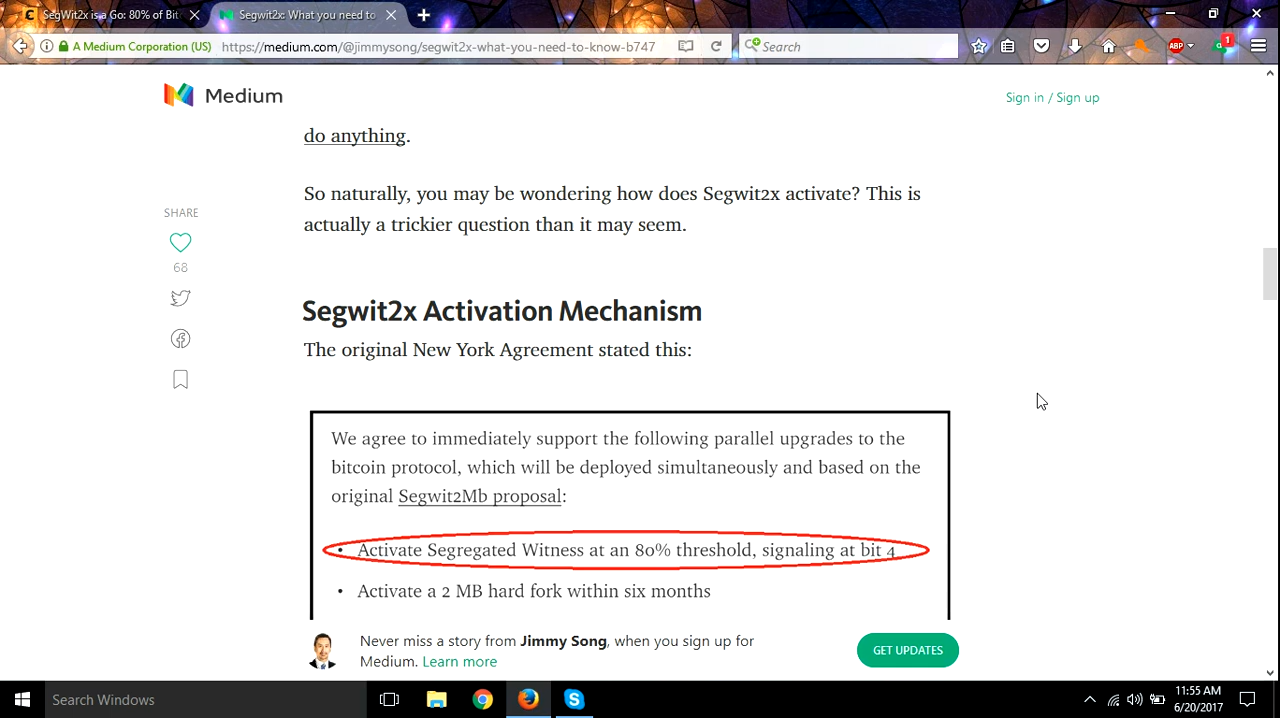 SegWit2x is a Go: 80% of Bit
Segwit2x: What you need to
A Medium Corporation (US)
https://medium.com/@jimmysong/segwit2x-what-you-need-to-know-b747
Search
ABP
1
Medium
Sign in / Sign up
do anything.
So naturally, you may be wondering how does Segwit2x activate? This is
actually a trickier question than it may seem.
SHARE
68
Segwit2x Activation Mechanism
The original New York Agreement stated this:
We agree to immediately support the following parallel upgrades to the
bitcoin protocol, which will be deployed simultaneously and based on the
original Segwit2Mb proposal:
• Activate Segregated Witness at an 80% threshold, signaling at bit 4
• Activate a 2 MB hard fork within six months
Never miss a story from Jimmy Song, when you sign up for
Medium. Learn more
GET UPDATES
Search Windows
11:55 AM
6/20/2017